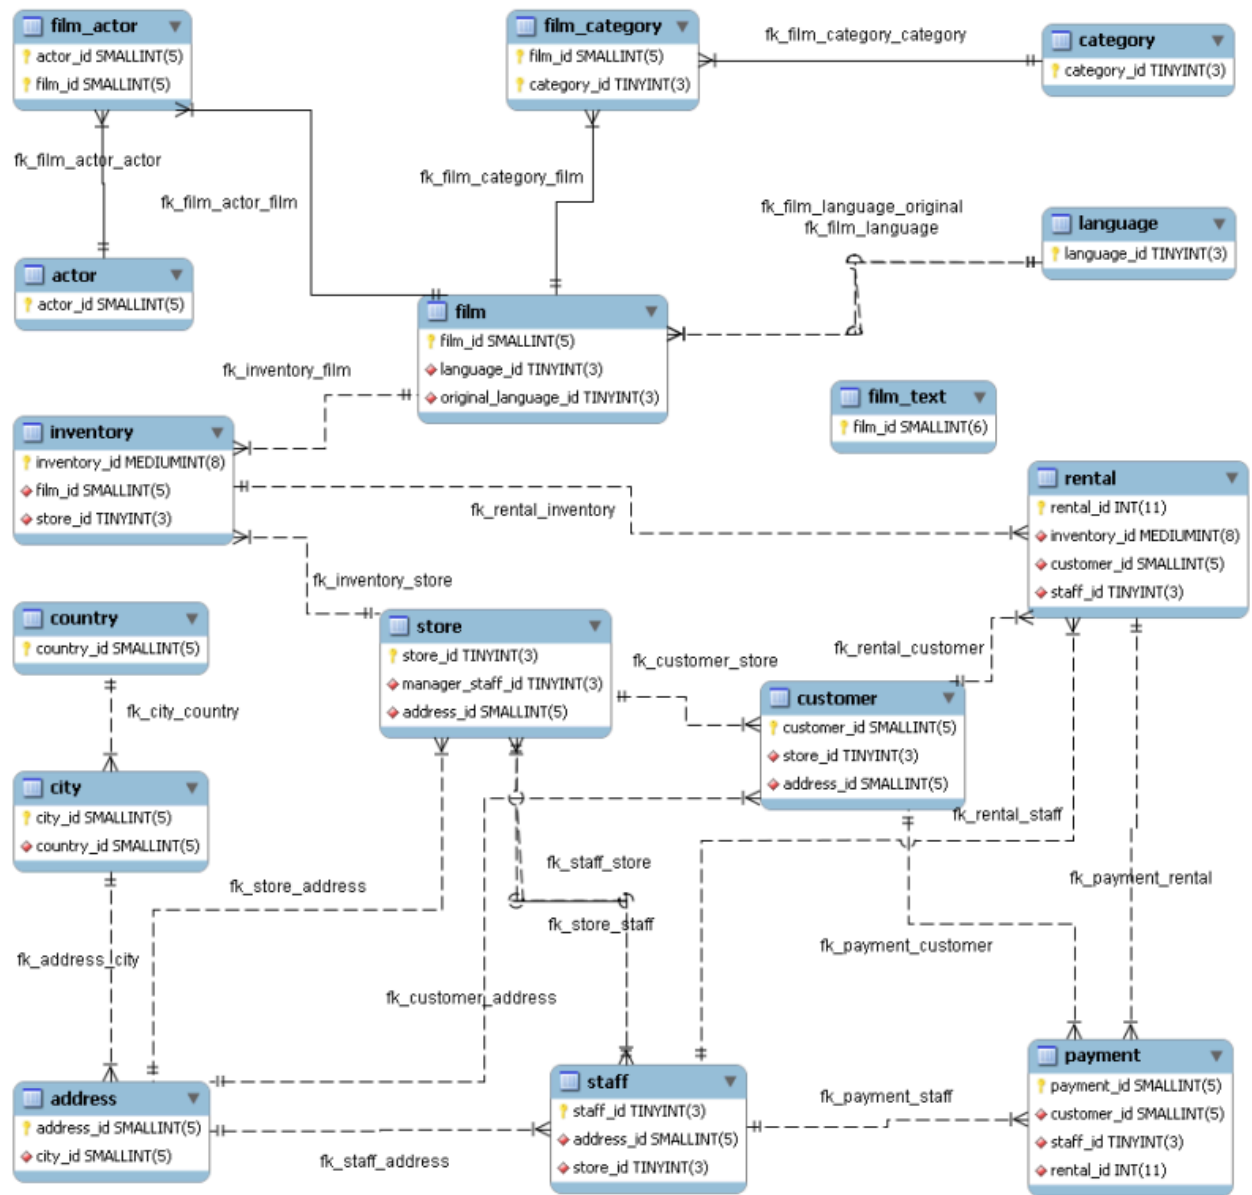 film_actor
actor_id SMALLINT(5)
film_id SMALLINT(5)
film_category
film_id SMALLINT(5)
category_id TINYINT(3)
fk_film_category_category
category
category_id TINYINT(3)
fk_film_actor_actor
fk_film_actor_film
fk_film_category_film
fk_film_language_original
fk_film_language
language
language_id TINYINT(3)
actor
actor_id SMALLINT(5)
film
film_id SMALLINT(5)
language_id TINYINT(3)
original_language_id TINYINT(3)
fk_inventory_film
film_text
film_id SMALLINT(6)
inventory
inventory_id MEDIUMINT(8)
film_id SMALLINT(5)
store_id TINYINT(3)
fk_rental_inventory
rental
rental_id INT(11)
inventory_id MEDIUMINT(8)
customer_id SMALLINT(5)
staff_id TINYINT(3)
fk_inventory_store
country
country_id SMALLINT(5)
store
store_id TINYINT(3)
manager_staff_id TINYINT(3)
address_id SMALLINT(5)
fk_customer_store
fk_rental_customer
customer
customer_id SMALLINT(5)
store_id TINYINT(3)
address_id SMALLINT(5)
fk_city_country
city
city_id SMALLINT(5)
country_id SMALLINT(5)
fk_rental_staff
fk_staff_store
fk_store_address
fk_store_staff
fk_payment_rental
fk_payment_customer
fk_address_city
fk_customer_address
address
address_id SMALLINT(5)
city_id SMALLINT(5)
fk_staff_address
staff
staff_id TINYINT(3)
address_id SMALLINT(5)
store_id TINYINT(3)
fk_payment_staff
payment
payment_id SMALLINT(5)
customer_id SMALLINT(5)
staff_id TINYINT(3)
rental_id INT(11)